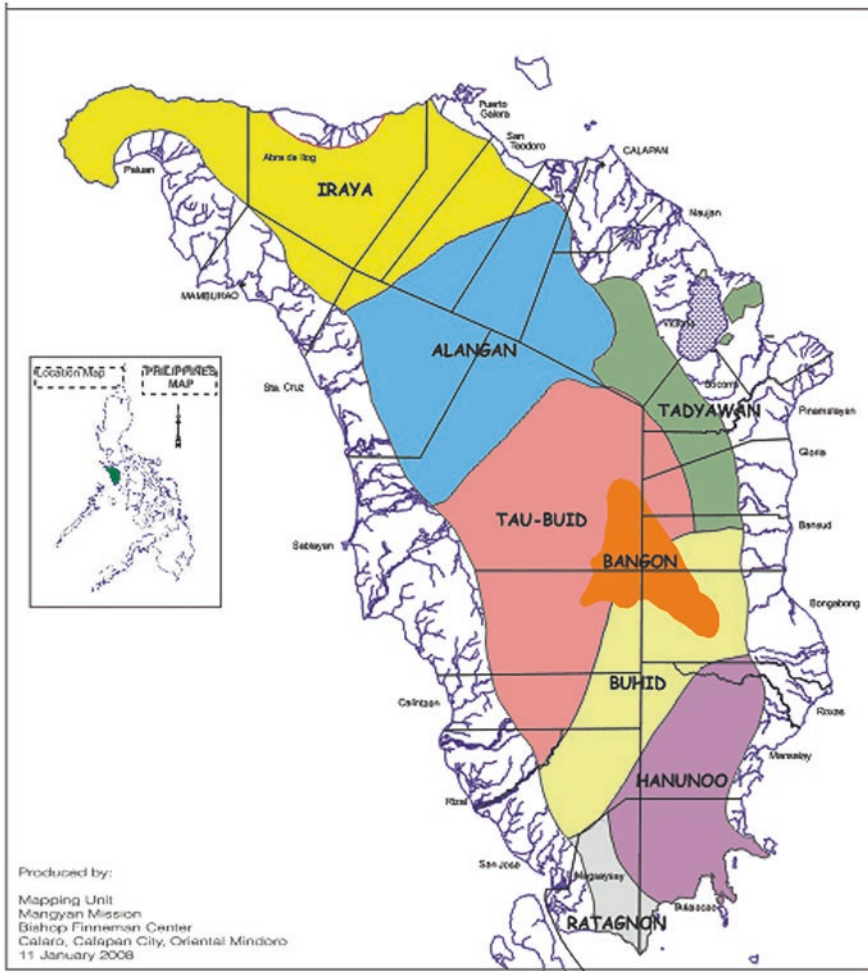 Puerto
Galera
San
Teodoro
CALAPAN
Abra de Ilog
Paluan
IRAYA
Naujan
MAMBURAO
Victoria
ALANGAN
Location Map
PHILIPPINES
MAP
Sta. Cruz
Socorro
TADYAWAN
Pinamalayan
Gloria
TAU-BUID
Bansud
Sablayan
BANGON
Bongabong
BUHID
Calintaan
Roxas
Mansalay
HANUNOO
Rizal
San Jose
Magsaysay
Bulalacao
RATAGNON
Produced by:
Mapping Unit
Mangyan Mission
Bishop Finneman Center
Calaro, Calapan City, Oriental Mindoro
11 January 2008